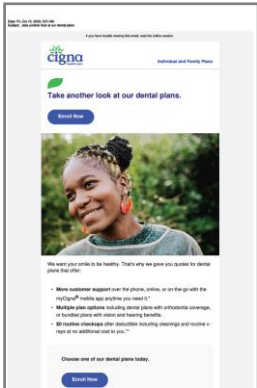 If you have trouble viewing this email, read the online version.
cigna
healthcare
Individual and Family Plans
Take another look at our dental plans.
Enroll Now
We want your smile to be healthy. That's why we gave you quotes for dental
plans that offer:
• More customer support over the phone, online, or on-the-go with the
myCigna® mobile app anytime you need it.*
• Multiple plan options including dental plans with orthodontia coverage,
or bundled plans with vision and hearing benefits.
• $0 routine checkups after deductible including cleanings and routine x-
rays at no additional cost to you.**
Choose one of our dental plans today.
Enroll Now